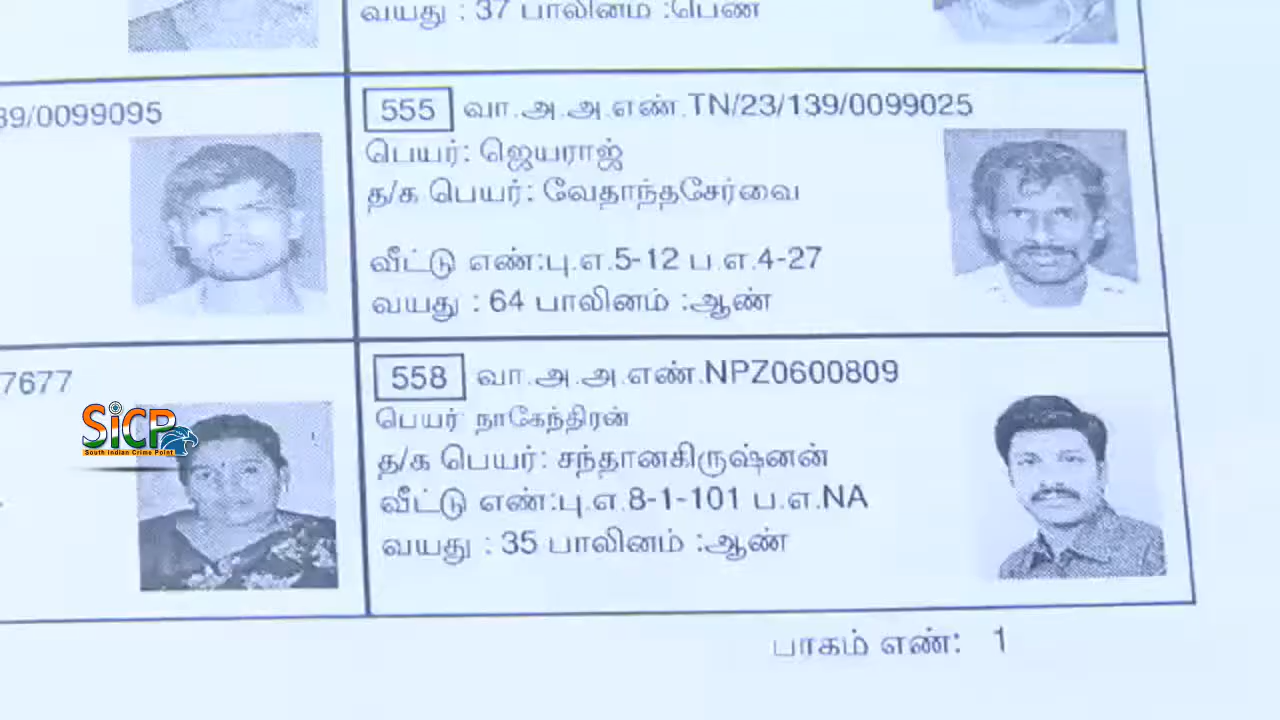 வயது : 37 பாலினம் :பெண்
39/0099095
555 வா.அ.அ.எண்.TN/23/139/0099025
பெயர்: ஜெயராஜ்
த/க பெயர்: வேதாந்தசேர்வை
வீட்டு எண்:பு.எ.5-12 ப.எ.4-27
வயது : 64 பாலினம் :ஆண்
7677
558 வா.அ.அ.எண்.NPZ0600809
பெயர் நாகேந்திரன்
த/க பெயர்: சந்தானகிருஷ்னன்
வீட்டு எண்:பு.எ.8-1-101 ப.எ.NA
வயது : 35 பாலினம் :ஆண்
SiCP
South Indian Crime Point
பாகம் எண்: 1